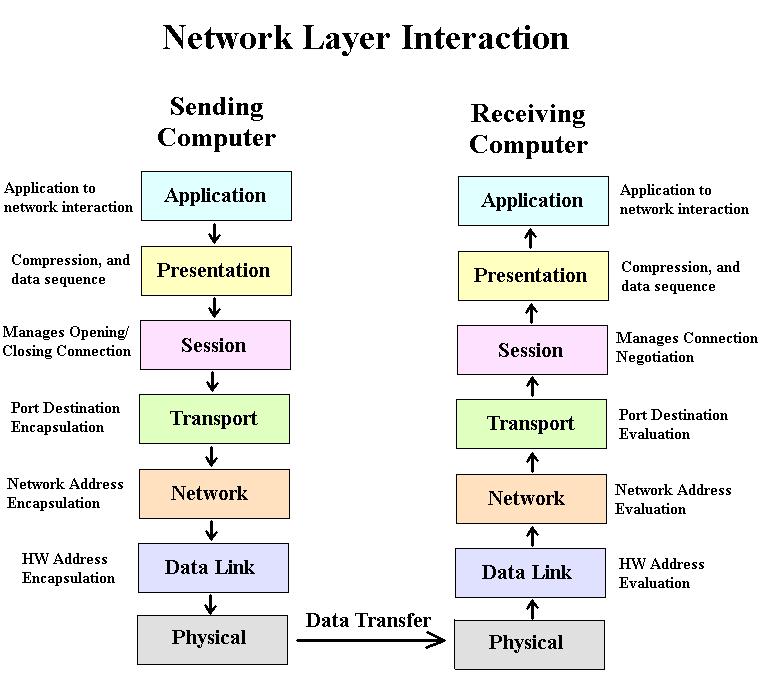 Network Layer Interaction
Sending
Computer
Application to
network interaction
Application
Compression, and
data sequence
Presentation
Manages Opening/
Closing Connection
Session
Port Destination
Encapsulation
Transport
Network Address
Encapsulation
Network
HW Address
Encapsulation
Data Link
Physical
Data Transfer
Receiving
Computer
Application
Application to
network interaction
Presentation
Compression, and
data sequence
Session
Manages Connection
Negotiation
Transport
Port Destination
Evaluation
Network
Network Address
Evaluation
Data Link
HW Address
Evaluation
Physical